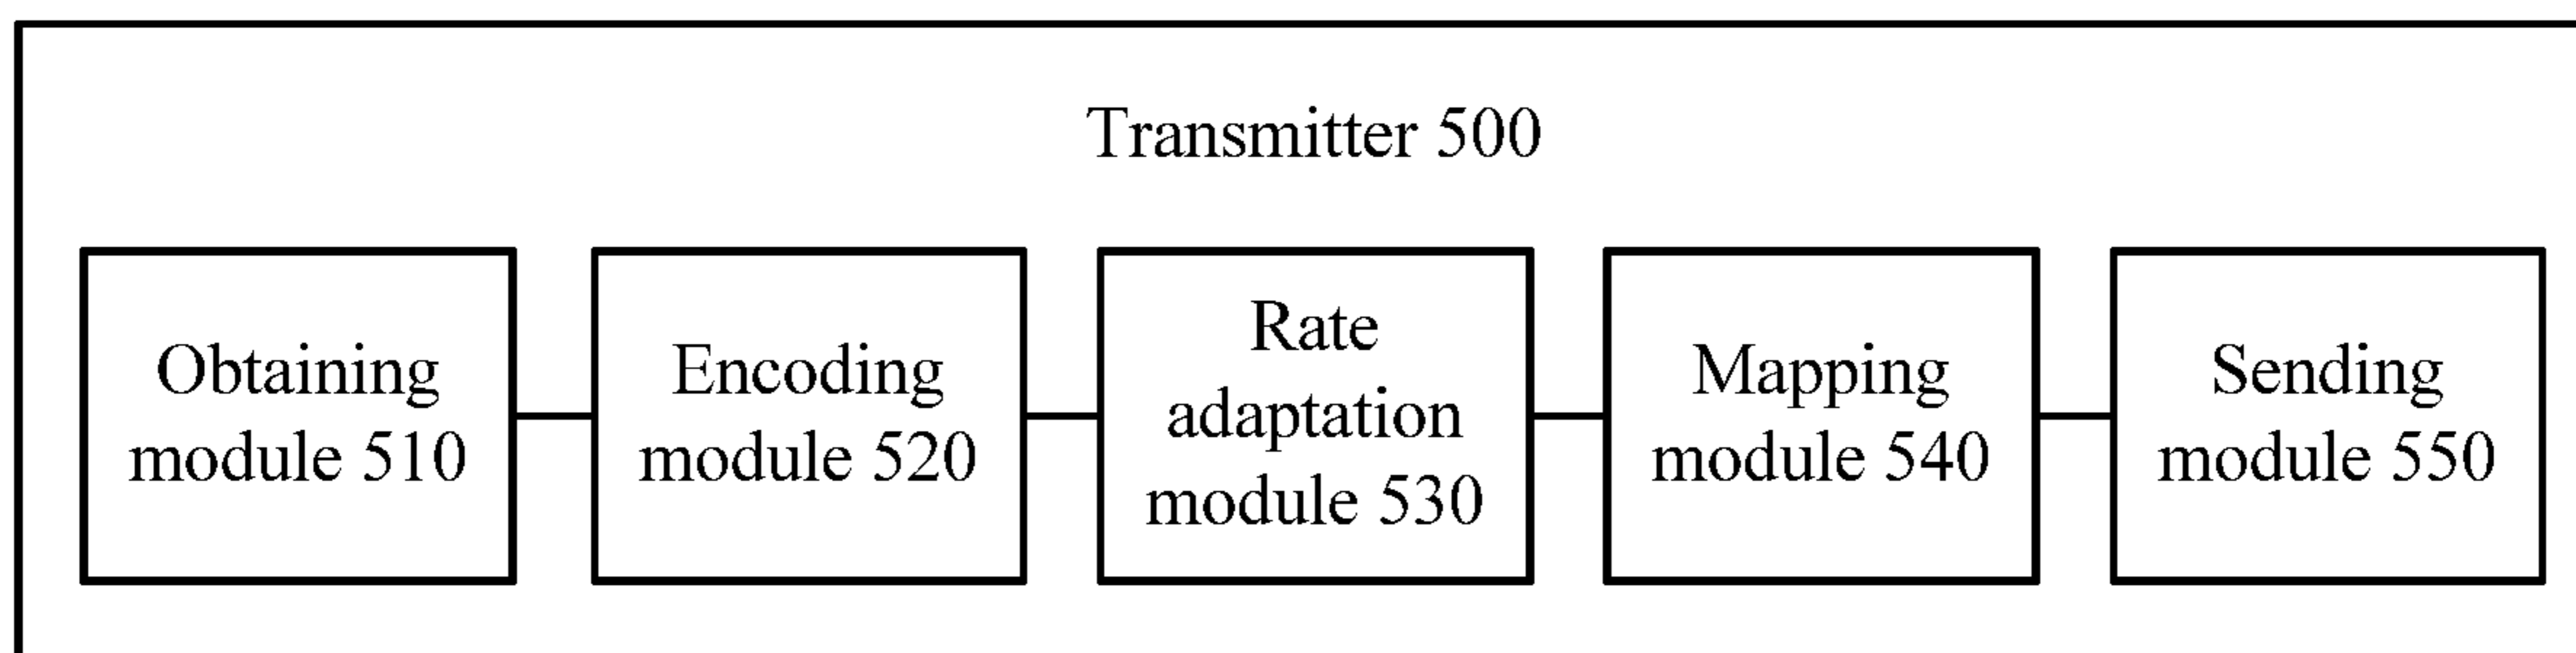 Transmitter 500
Obtaining
module 510
Encoding
module 520
Rate
adaptation
module 530
Mapping
module 540
Sending
module 550